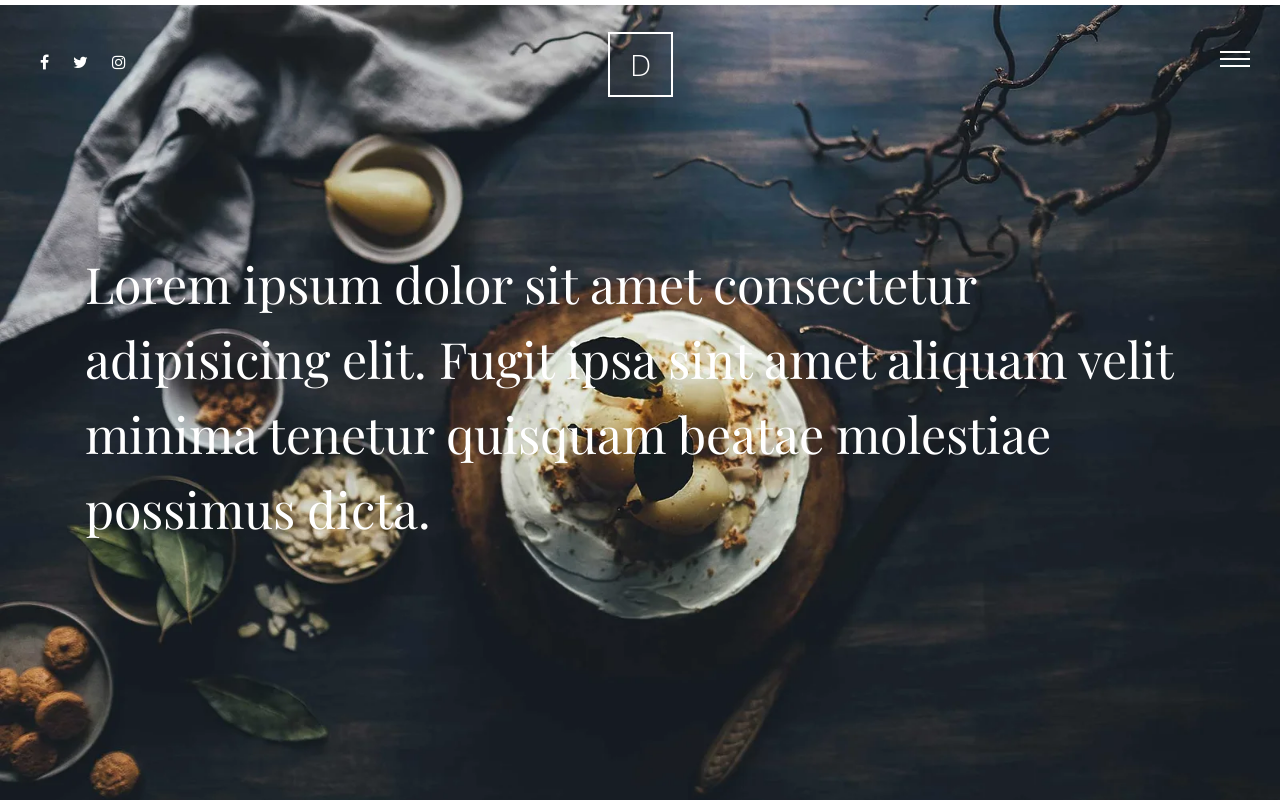 D
Lorem ipsum dolor sit amet consectetur
adipisicing elit. Fugit ipsa sint amet aliquam velit
minima tenetur quisquam beatae molestiae
possimus dicta.